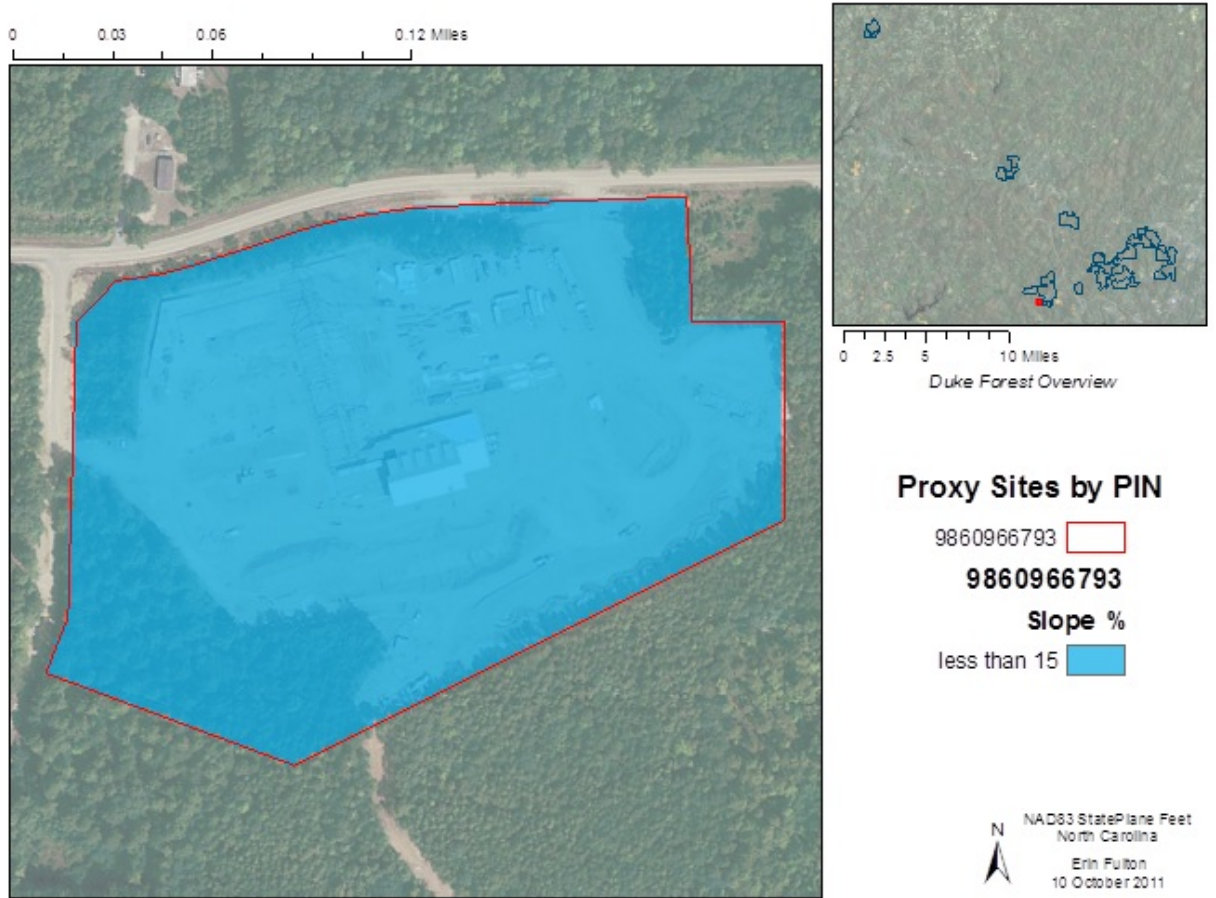 0 0.03 0.06 0.12 Miles
0 2.5 5 10 Miles
Duke Forest Overview
Proxy Sites by PIN
9860966793
9860966793
Slope %
less than 15
N
NAD83 StatePlane Feet
North Carolina
Erin Fulton
10 October 2011